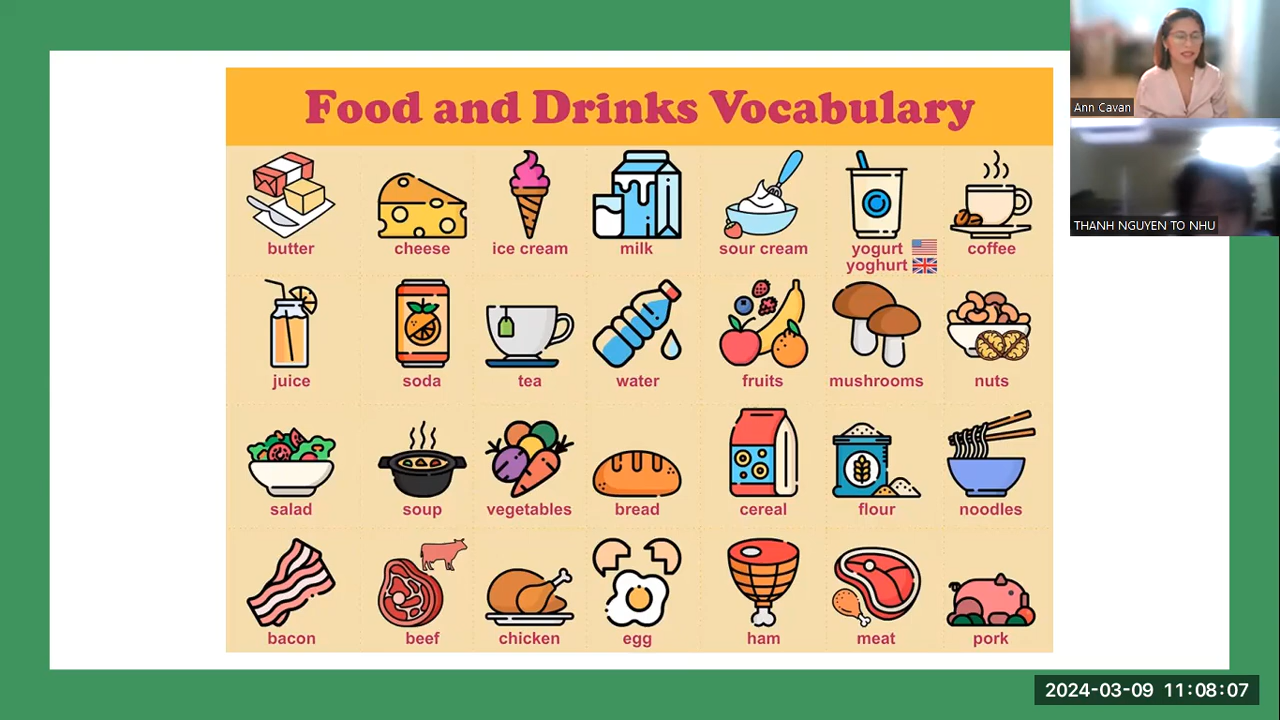 Food and Drinks Vocabulary
butter
cheese
ice cream
milk
sour cream
yogurt
yoghurt
coffee
juice
soda
tea
water
fruits
mushrooms
nuts
salad
soup
vegetables
bread
cereal
flour
noodles
bacon
beef
chicken
egg
ham
meat
pork
Ann Cavan
THANH NGUYEN TO NHU
2024-03-09 11:08:07